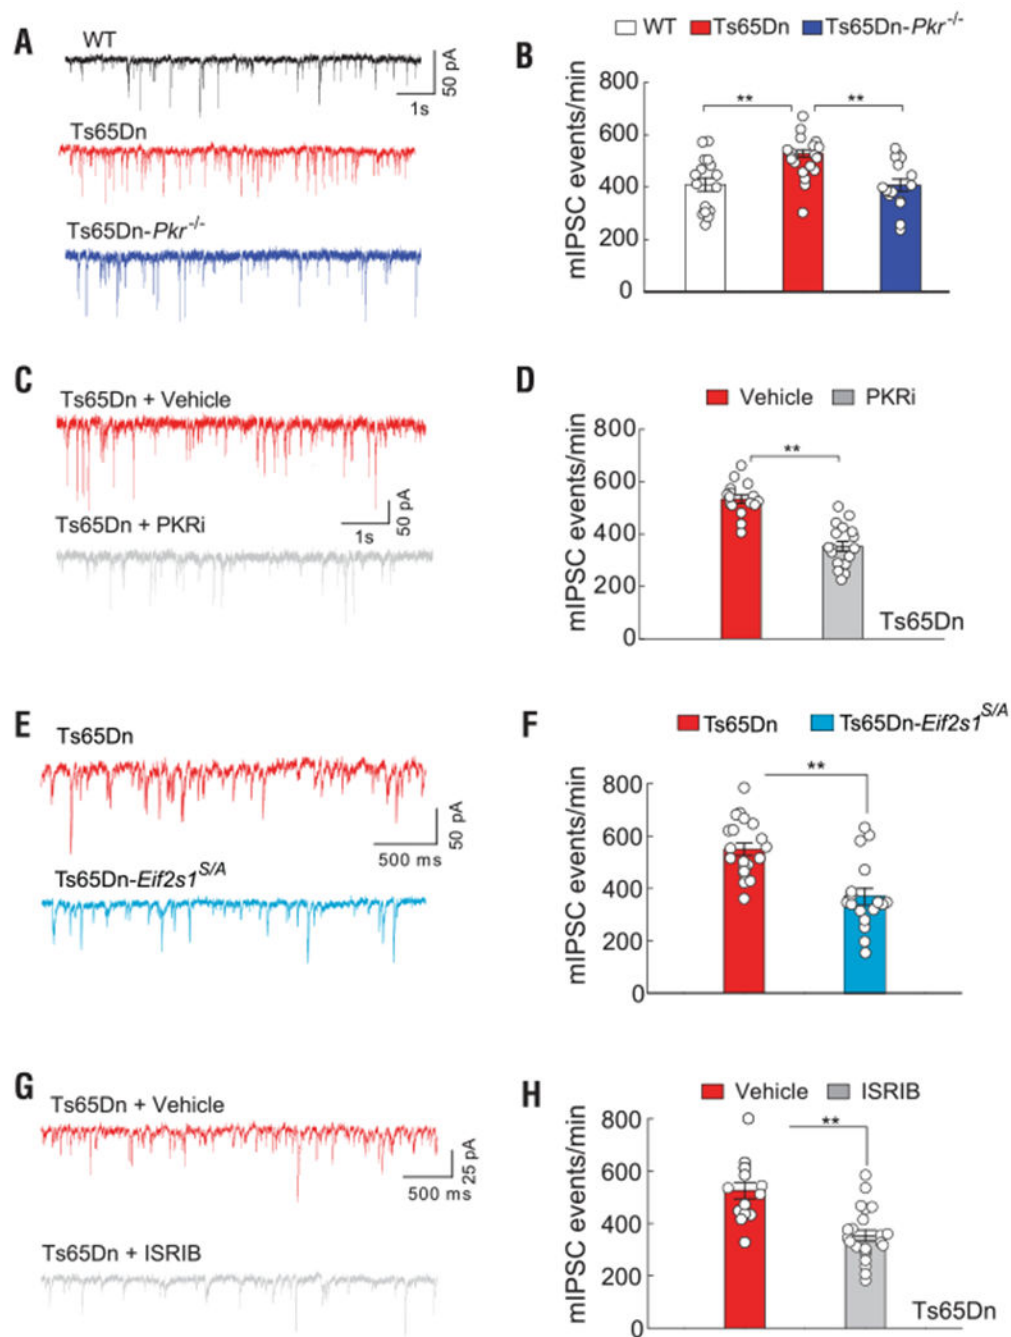 A
WT
50 pA
1s
Ts65Dn
Ts65Dn-Pkr-/-
B
WT Ts65Dn Ts65Dn-Pkr-/-
mIPSC events/min
800
600
400
200
0
** **
C
Ts65Dn + Vehicle
50 pA
1s
Ts65Dn + PKRi
D
Vehicle PKRi
mIPSC events/min
800
600
400
200
0
**
Ts65Dn
E
Ts65Dn
50 pA
500 ms
Ts65Dn-Eif2s1S/A
F
Ts65Dn Ts65Dn-Eif2s1S/A
mIPSC events/min
800
600
400
200
0
**
G
Ts65Dn + Vehicle
25 pA
500 ms
Ts65Dn + ISRIB
H
Vehicle ISRIB
mIPSC events/min
800
600
400
200
0
**
Ts65Dn